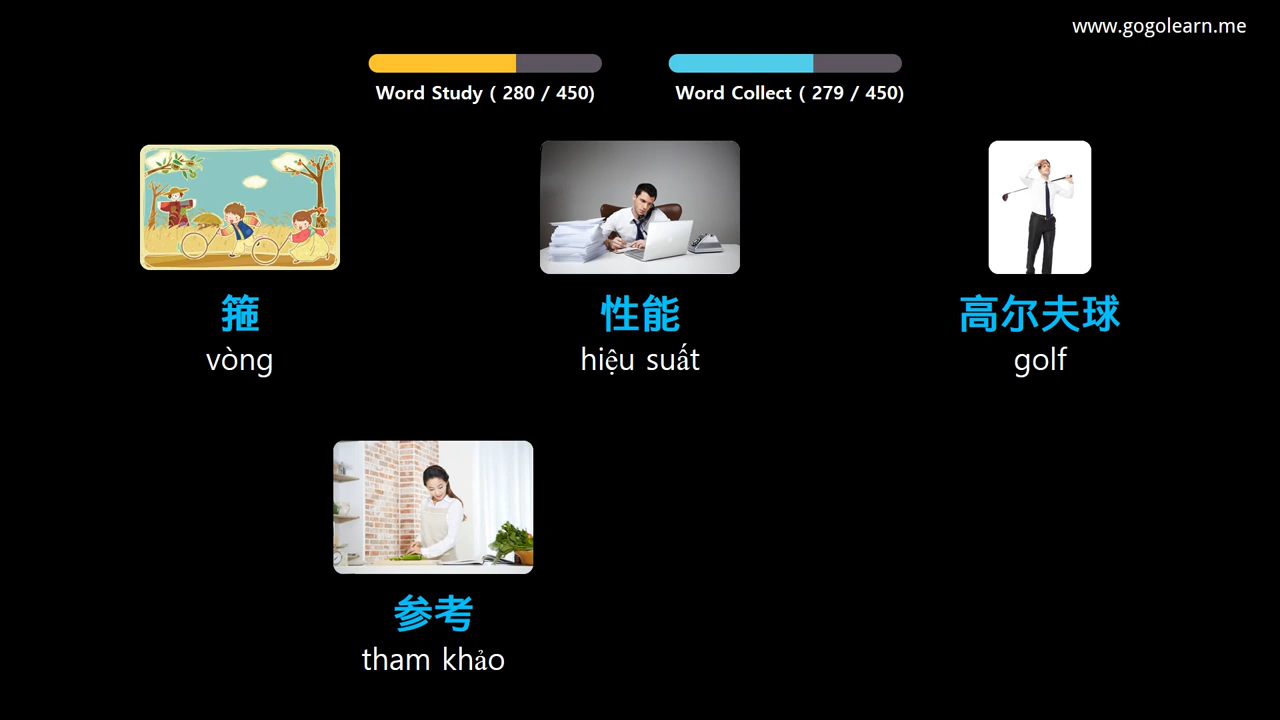 www.gogolearn.me
Word Study ( 280 / 450)
Word Collect ( 279 / 450)
箍
vòng
性能
hiệu suất
高尔夫球
golf
参考
tham khảo